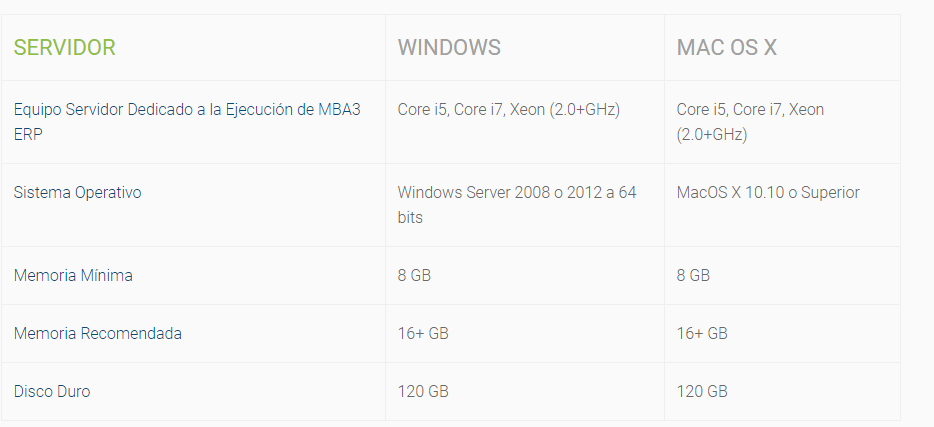 SERVIDOR WINDOWS MAC OS X
Equipo Servidor Dedicado a la Ejecución de MBA3 Core i5, Core i7, Xeon (2.0+GHz) Core i5, Core i7, Xeon
ERP (2.0+GHz)
Sistema Operativo Windows Server 2008 o 2012 a 64 MacOS X 10.10 o Superior
bits
Memoria Mínima 8 GB 8 GB
Memoria Recomendada 16+ GB 16+ GB
Disco Duro 120 GB 120 GB